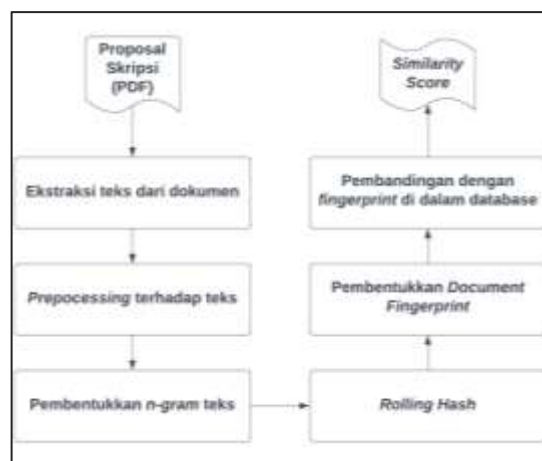 Proposal
Skripsi
(PDF)
Ekstraksi teks dari dokumen
Prepocessing terhadap teks
Pembentukkan n-gram teks
Rolling Hash
Pembentukkan Document
Fingerprint
Pembandingan dengan
fingerprint di dalam database
Similarity
Score